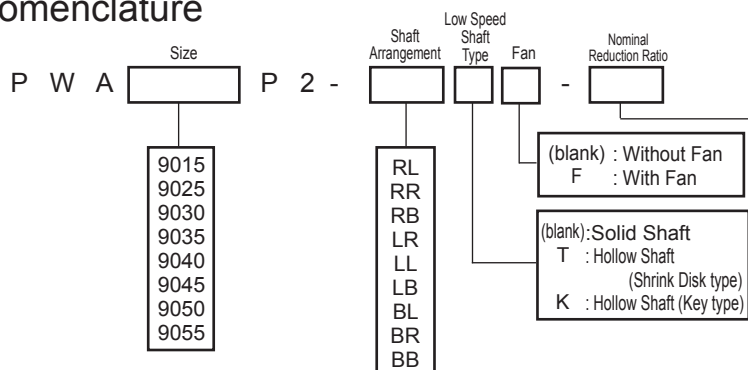 omenclature
Size
Shaft
Arrangement
Low Speed
Shaft
Type
Fan
Nominal
Reduction Ratio
P W A P 2 - -
9015
9025
9030
9035
9040
9045
9050
9055
RL
RR
RB
LR
LL
LB
BL
BR
BB
(blank) : Without Fan
F : With Fan
(blank):Solid Shaft
T : Hollow Shaft
(Shrink Disk type)
K : Hollow Shaft (Key type)